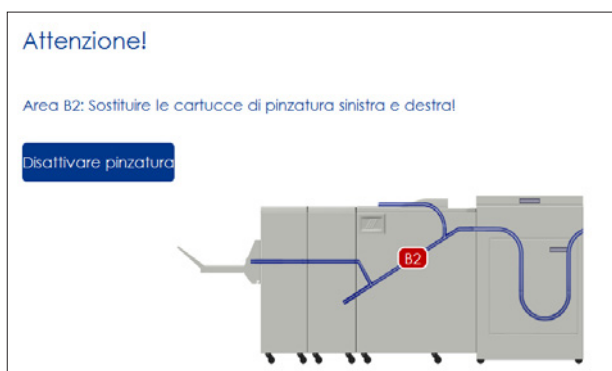 Attenzione!
Area B2: Sostituire le cartucce di pinzatura sinistra e destra!
Disattivare pinzatura
B2